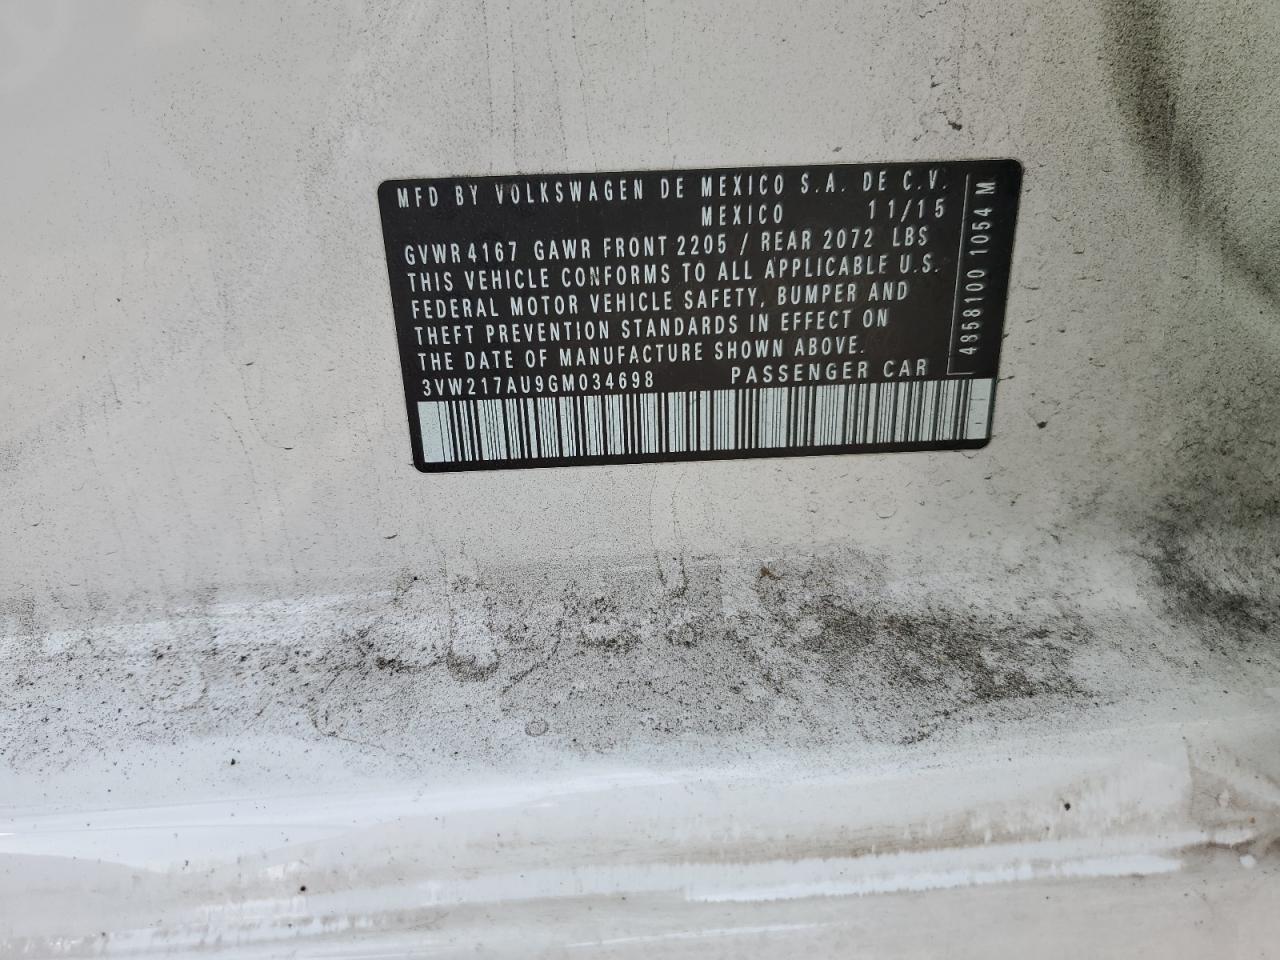 MFD BY VOLKSWAGEN DE MEXICO S.A. DE C.V.
MEXICO 11/15
GVWR 4167 GAWR FRONT 2205 / REAR 2072 LBS
THIS VEHICLE CONFORMS TO ALL APPLICABLE U.S.
FEDERAL MOTOR VEHICLE SAFETY, BUMPER AND
THEFT PREVENTION STANDARDS IN EFFECT ON
THE DATE OF MANUFACTURE SHOWN ABOVE.
3VW217AU9GM034698 PASSENGER CAR
4858100 1054 M